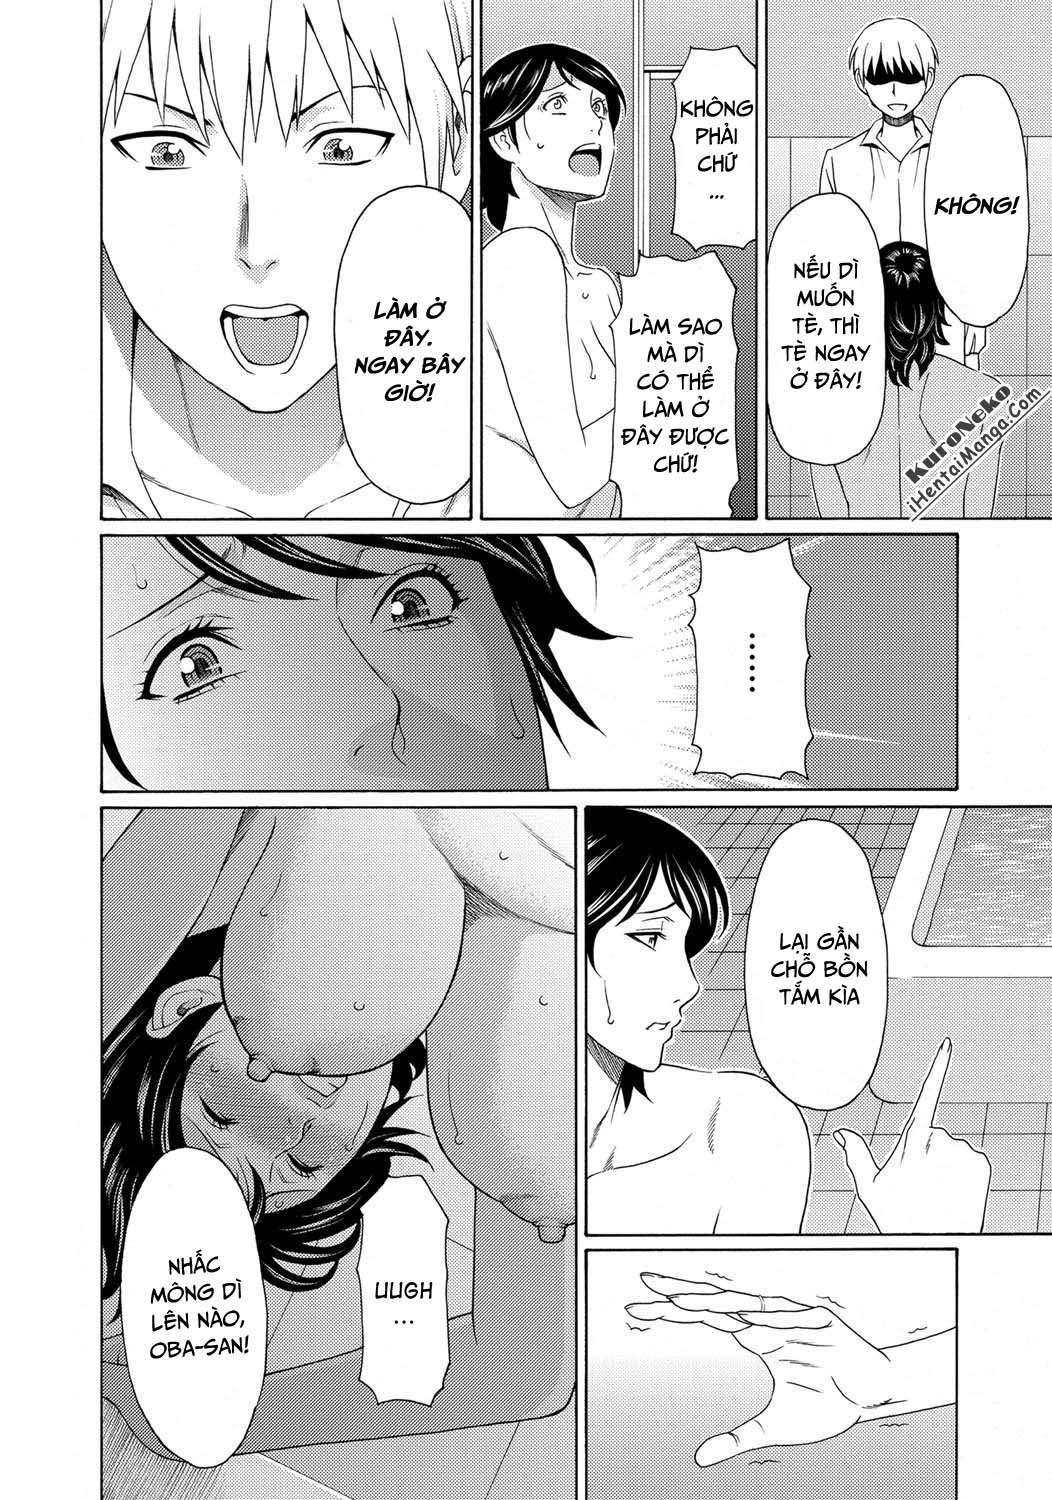 KHÔNG!
NẾU DÌ
MUỐN
TÈ, THÌ
TÈ NGAY
Ở ĐÂY!
KHÔNG
PHẢI
CHỨ
...
LÀM SAO
MÀ DÌ
CÓ THỂ
LÀM Ở
ĐÂY ĐƯỢC
CHỨ!
LÀM Ở
ĐÂY.
NGAY BÂY
GIỜ!
KuroNeko
iHentaiManga.Com
......
LẠI GẦN
CHỖ BỒN
TẮM KÌA
UUGH
...
NHẤC
MÔNG DÌ
LÊN NÀO,
OBA-SAN!